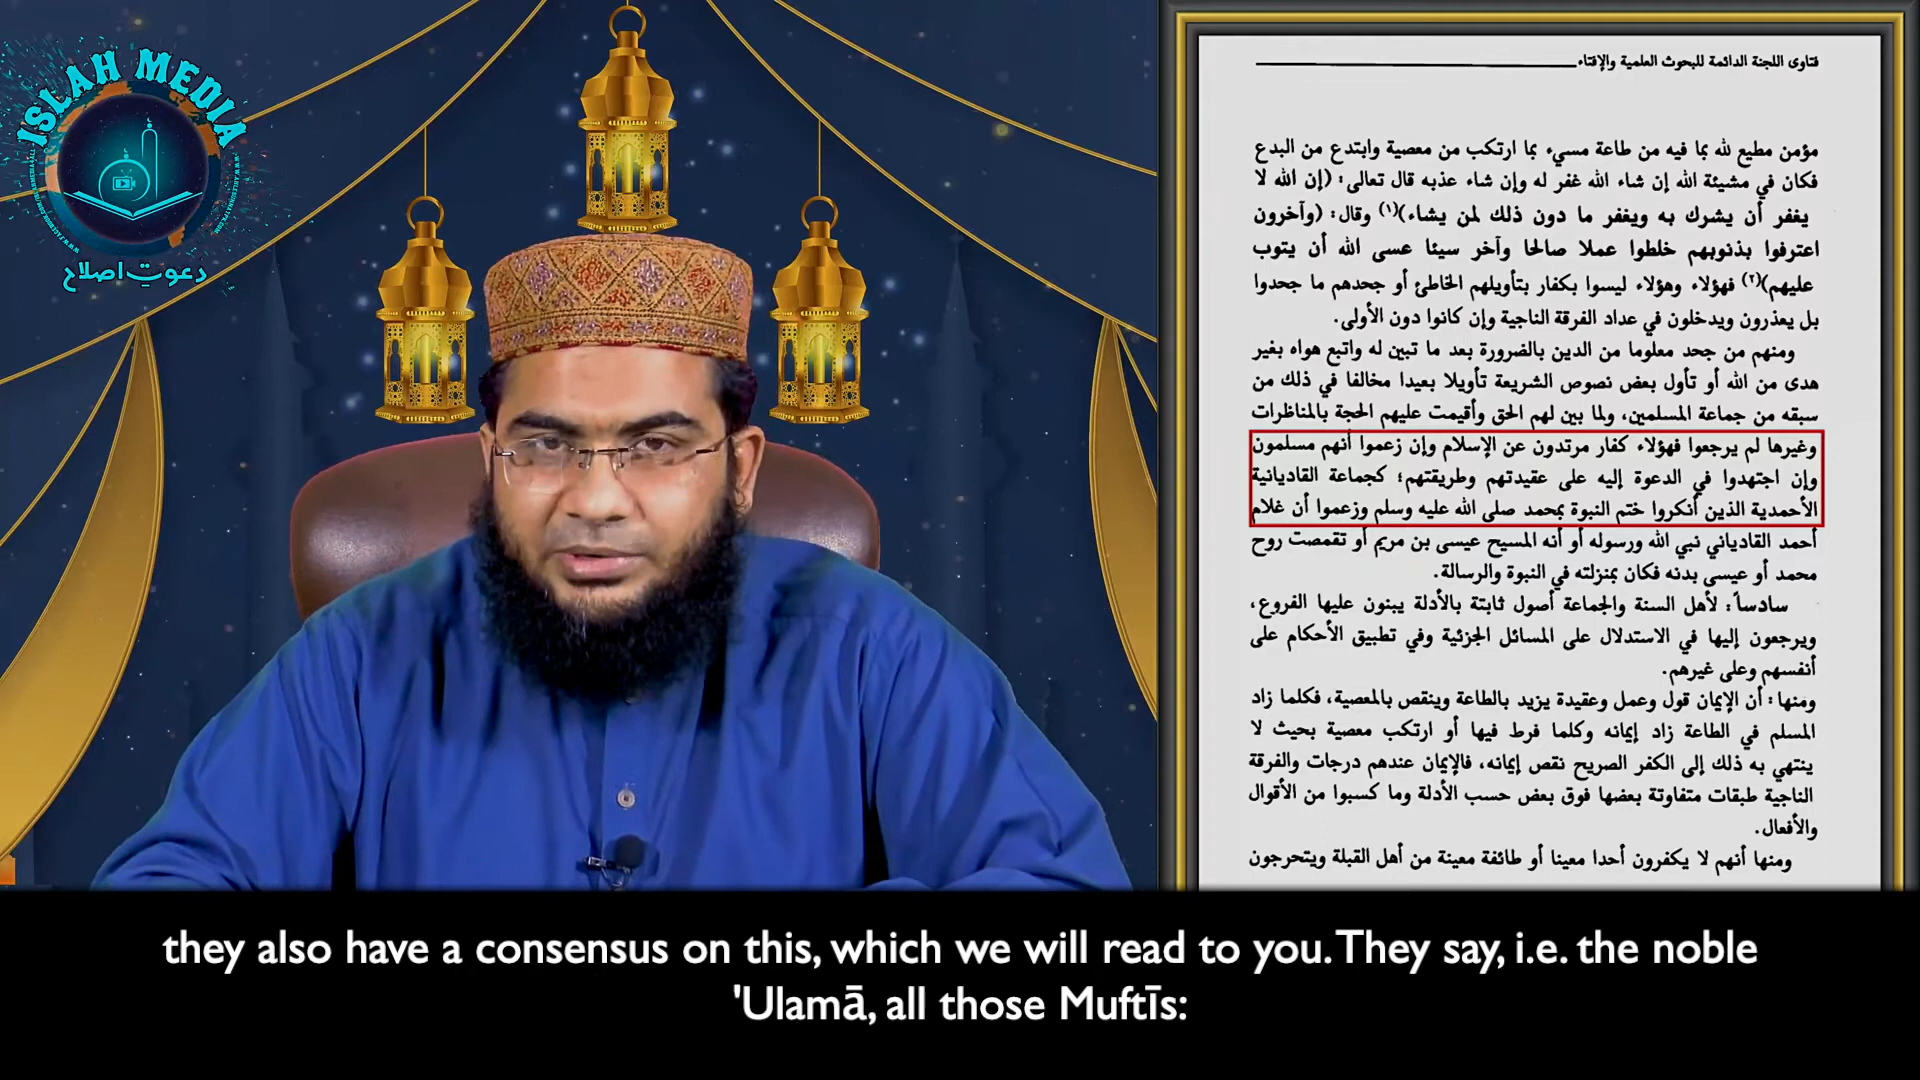 ISLAH MEDIA
دعوتِ اصلاح
فتاوى اللجنة الدائمة للبحوث العلمية والإفتاء
مؤمن مطيع لله بما فيه من طاعة مسيء بما ارتكب من معصية وابتدع من البدع
فكان في مشيئة الله إن شاء الله غفر له وإن شاء عذبه قال تعالى: (إن الله لا
يغفر أن يشرك به ويغفر ما دون ذلك لمن يشاء)(١) وقال: (وآخرون
اعترفوا بذنوبهم خلطوا عملا صالحا وآخر سيئا عسى الله أن يتوب
عليهم)(٢) فهؤلاء وهؤلاء ليسوا بكفار بتأويلهم الخاطئ أو جحدهم ما جحدوا
بل يعذرون ويدخلون في عداد الفرقة الناجية وإن كانوا دون الأولى.
ومنهم من جحد معلوما من الدين بالضرورة بعد ما تبين له واتبع هواه بغير
هدى من الله أو تأول بعض نصوص الشريعة تأويلا بعيدا مخالفا في ذلك من
سبقه من جماعة المسلمين، ولما بين لهم الحق وأقيمت عليهم الحجة بالمناظرات
وغيرها لم يرجعوا فهؤلاء كفار مرتدون عن الإسلام وإن زعموا أنهم مسلمون
وإن اجتهدوا في الدعوة إليه على عقيدتهم وطريقتهم؛ كجماعة القاديانية
الأحمدية الذين أنكروا ختم النبوة بمحمد صلى الله عليه وسلم وزعموا أن غلام
أحمد القادياني نبي الله ورسوله أو أنه المسيح عيسى بن مريم أو تقمصت روح
محمد أو عيسى بدنه فكان بمنزلته في النبوة والرسالة.
سادساً: لأهل السنة والجماعة أصول ثابتة بالأدلة يبنون عليها الفروع،
ويرجعون إليها في الاستدلال على المسائل الجزئية وفي تطبيق الأحكام على
أنفسهم وعلى غيرهم.
ومنها: أن الإيمان قول وعمل وعقيدة يزيد بالطاعة وينقص بالمعصية، فكلما زاد
المسلم في الطاعة زاد إيمانه وكلما فرط فيها أو ارتكب معصية بحيث لا
ينتهي به ذلك إلى الكفر الصريح نقص إيمانه، فالإيمان عندهم درجات والفرقة
الناجية طبقات متفاوتة بعضها فوق بعض حسب الأدلة وما كسبوا من الأقوال
والأفعال.
ومنها أنهم لا يكفرون أحدا معينا أو طائفة معينة من أهل القبلة ويتحرجون
they also have a consensus on this, which we will read to you. They say, i.e. the noble
'Ulamā, all those Muftīs: